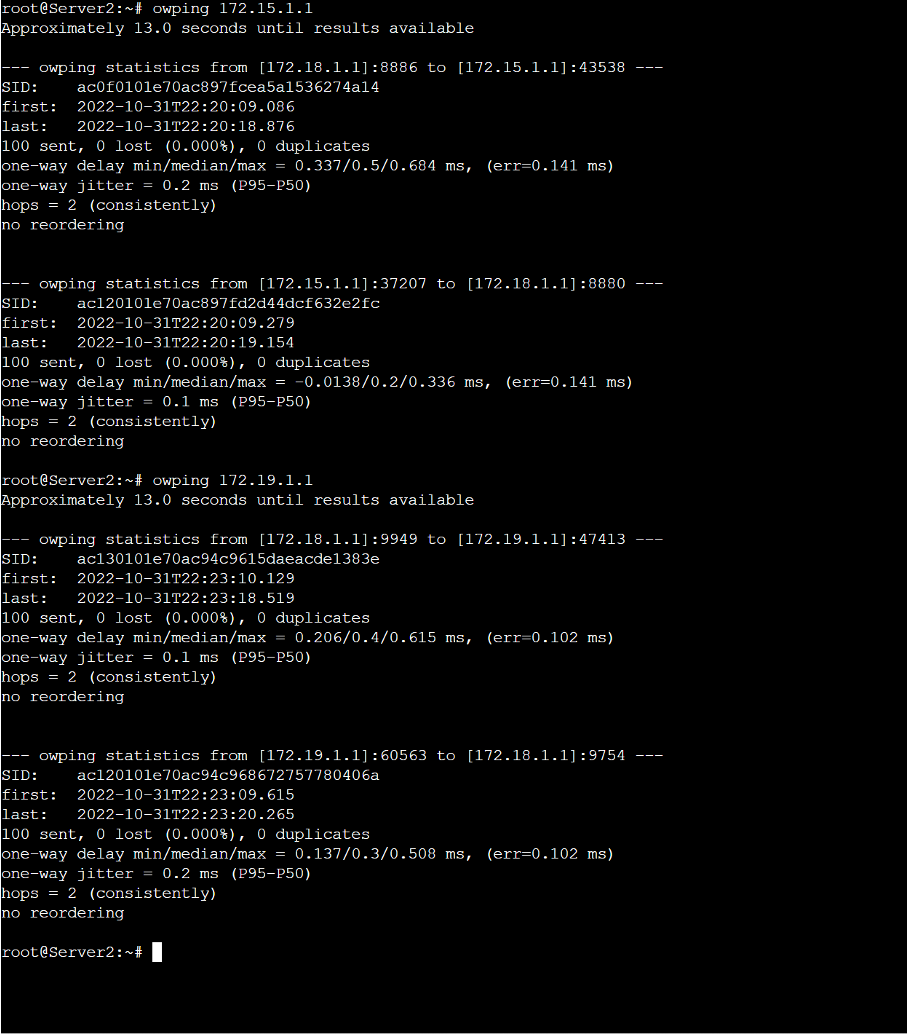 root@Server2:~# owping 172.15.1.1
Approximately 13.0 seconds until results available
--- owping statistics from [172.18.1.1]:8886 to [172.15.1.1]:43538 ---
SID:    ac0f0101e70ac897fcea5a1536274a14
first:  2022-10-31T22:20:09.086
last:   2022-10-31T22:20:18.876
100 sent, 0 lost (0.000%), 0 duplicates
one-way delay min/median/max = 0.337/0.5/0.684 ms, (err=0.141 ms)
one-way jitter = 0.2 ms (P95-P50)
hops = 2 (consistently)
no reordering
--- owping statistics from [172.15.1.1]:37207 to [172.18.1.1]:8880 ---
SID:    ac120101e70ac897fd2d44dcf632e2fc
first:  2022-10-31T22:20:09.279
last:   2022-10-31T22:20:19.154
100 sent, 0 lost (0.000%), 0 duplicates
one-way delay min/median/max = -0.0138/0.2/0.336 ms, (err=0.141 ms)
one-way jitter = 0.1 ms (P95-P50)
hops = 2 (consistently)
no reordering
root@Server2:~# owping 172.19.1.1
Approximately 13.0 seconds until results available
--- owping statistics from [172.18.1.1]:9949 to [172.19.1.1]:47413 ---
SID:    ac130101e70ac94c9615daeacde1383e
first:  2022-10-31T22:23:10.129
last:   2022-10-31T22:23:18.519
100 sent, 0 lost (0.000%), 0 duplicates
one-way delay min/median/max = 0.206/0.4/0.615 ms, (err=0.102 ms)
one-way jitter = 0.1 ms (P95-P50)
hops = 2 (consistently)
no reordering
--- owping statistics from [172.19.1.1]:60563 to [172.18.1.1]:9754 ---
SID:    ac120101e70ac94c968672757780406a
first:  2022-10-31T22:23:09.615
last:   2022-10-31T22:23:20.265
100 sent, 0 lost (0.000%), 0 duplicates
one-way delay min/median/max = 0.137/0.3/0.508 ms, (err=0.102 ms)
one-way jitter = 0.2 ms (P95-P50)
hops = 2 (consistently)
no reordering
root@Server2:~#